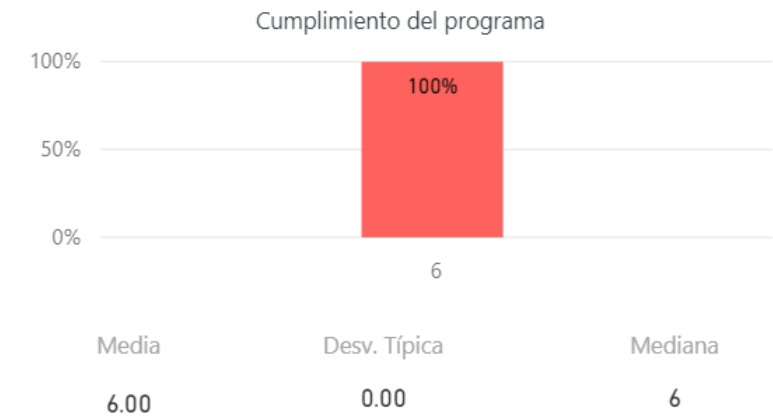 Cumplimiento del programa
100%
100%
50%
0%
6
Media Desv. Típica Mediana
6.00 0.00 6